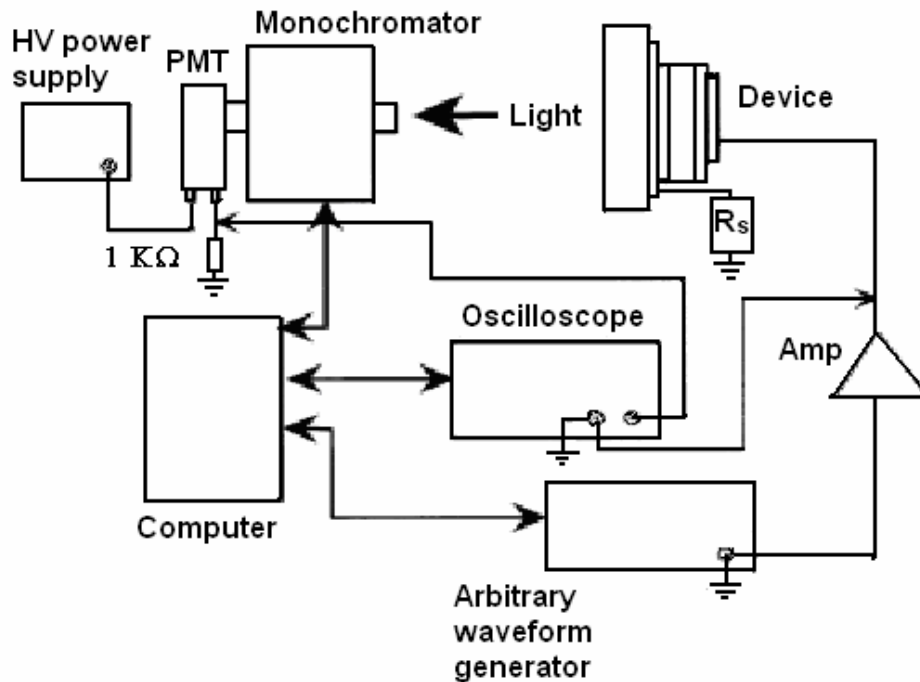 Monochromator
HV power
supply
PMT
Light
Device
Rs
1 KΩ
Oscilloscope
Amp
Computer
Arbitrary
waveform
generator